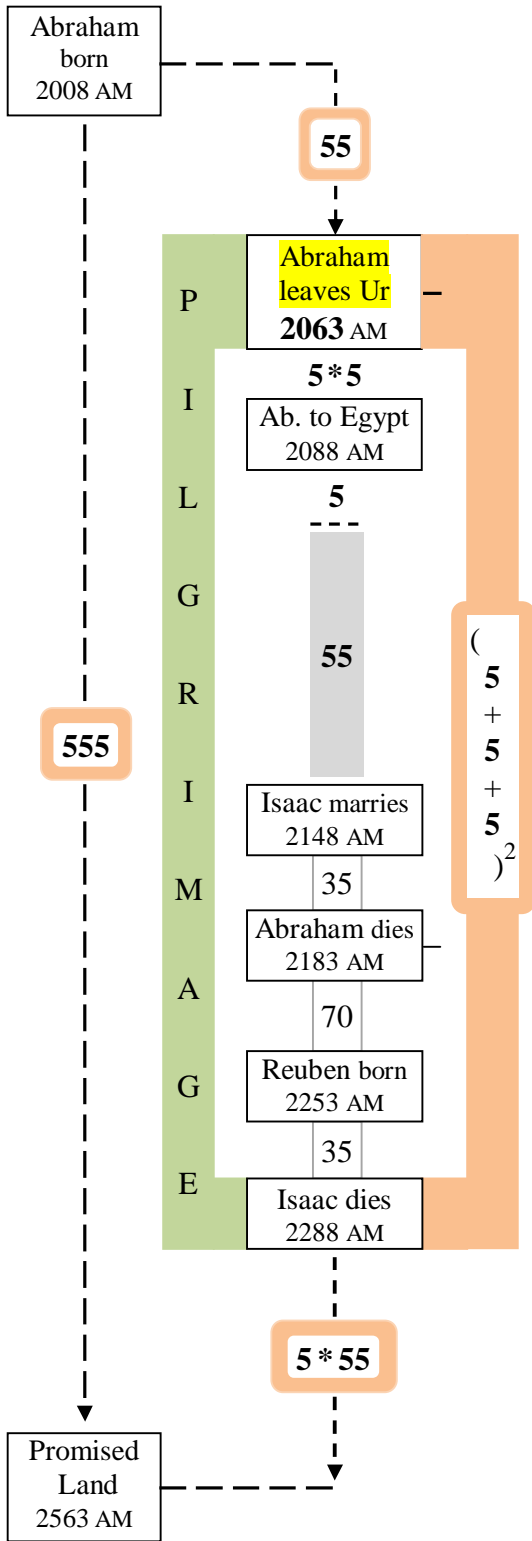 Abraham
born
2008 AM
55
Abraham
leaves Ur
2063 AM
5*5
Ab. to Egypt
2088 AM
5
55
Isaac marries
2148 AM
35
Abraham dies
2183 AM
70
Reuben born
2253 AM
35
Isaac dies
2288 AM
P
I
L
G
R
I
M
A
G
E
(
5
+
5
+
5
)²
555
5 * 55
Promised
Land
2563 AM